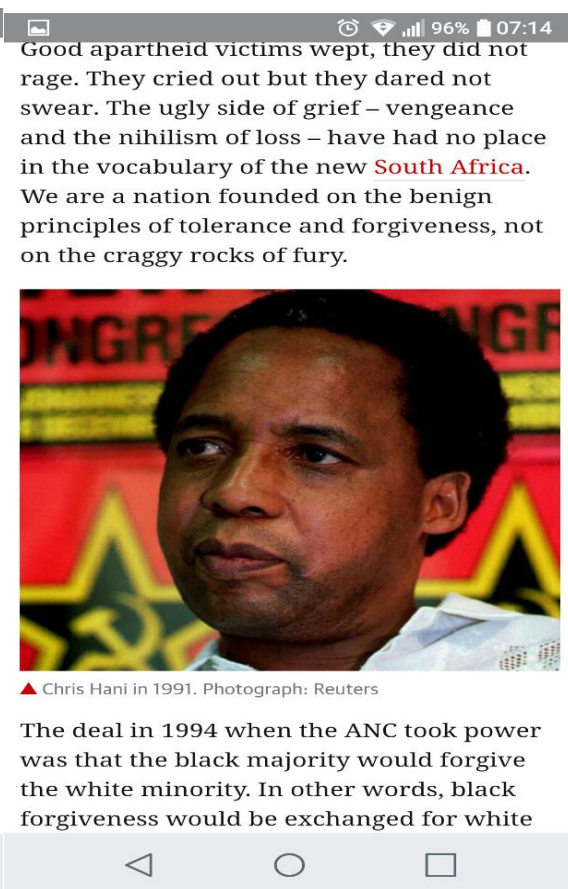 96% 07:14
Good apartheid victims wept, they did not
rage. They cried out but they dared not
swear. The ugly side of grief – vengeance
and the nihilism of loss – have had no place
in the vocabulary of the new South Africa.
We are a nation founded on the benign
principles of tolerance and forgiveness, not
on the craggy rocks of fury.
ONGRE NGR
Chris Hani in 1991. Photograph: Reuters
The deal in 1994 when the ANC took power
was that the black majority would forgive
the white minority. In other words, black
forgiveness would be exchanged for white